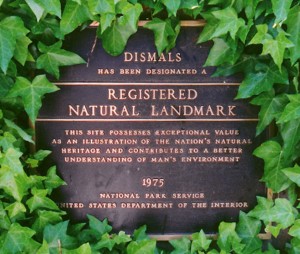 DISMALS
HAS BEEN DESIGNATED A
REGISTERED
NATURAL LANDMARK
THIS SITE POSSESSES EXCEPTIONAL VALUE
AS AN ILLUSTRATION OF THE NATION'S NATURAL
HERITAGE AND CONTRIBUTES TO A BETTER
UNDERSTANDING OF MAN'S ENVIRONMENT
1975
NATIONAL PARK SERVICE
UNITED STATES DEPARTMENT OF THE INTERIOR